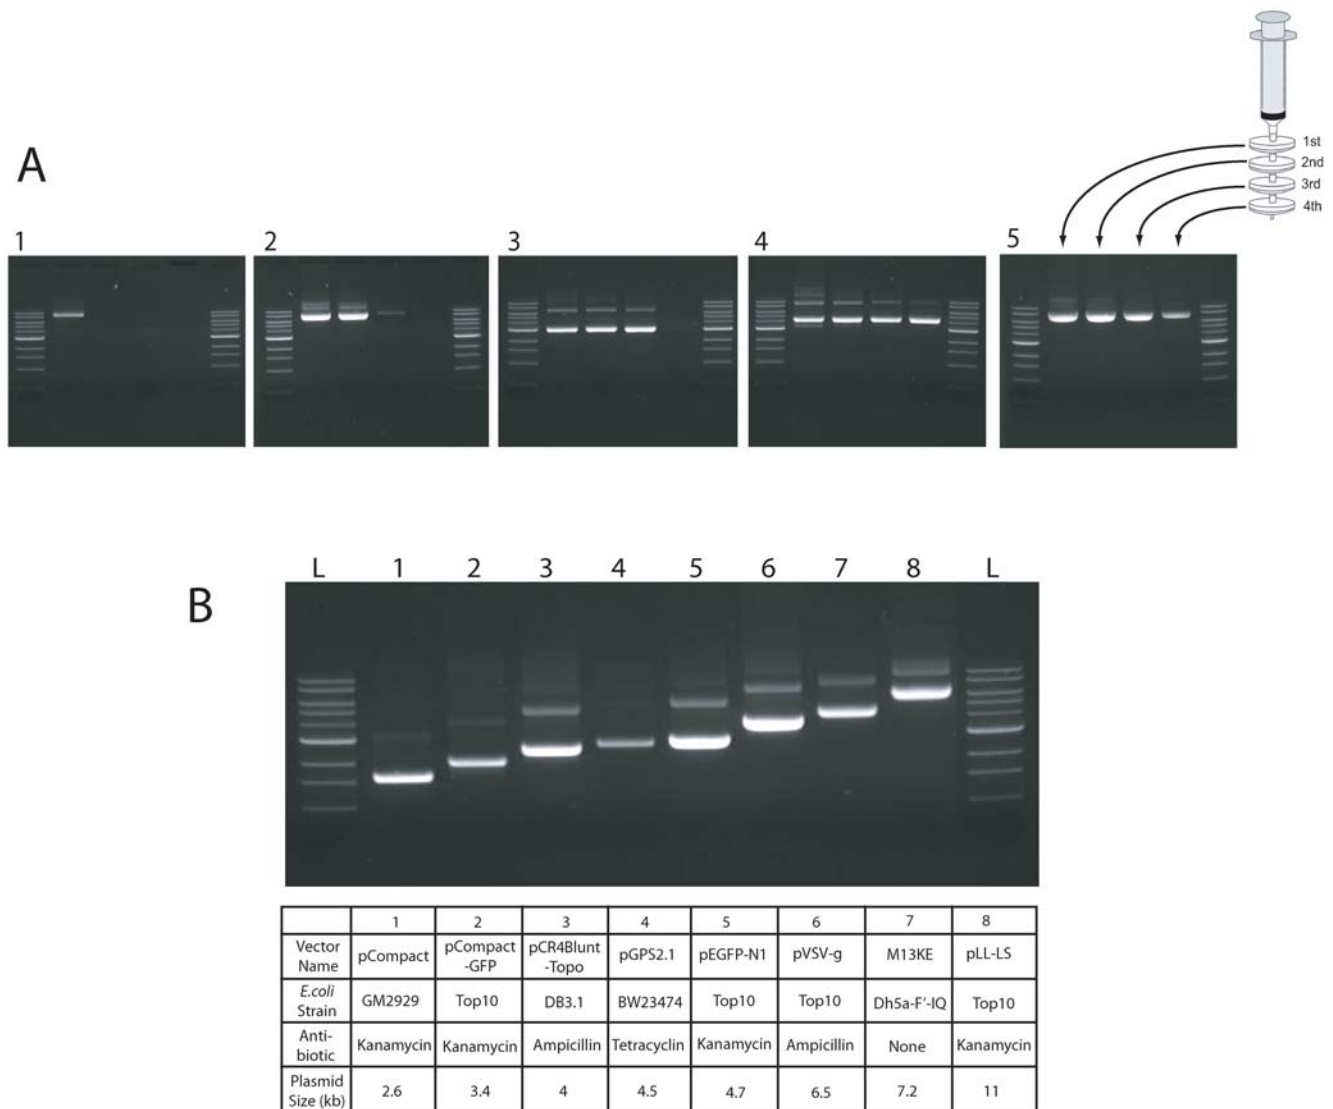 1st
2nd
3rd
4th
A
1
2
3
4
5
B
L 1 2 3 4 5 6 7 8 L
1 2 3 4 5 6 7 8
Vector Name pCompact pCompact-GFP pCR4Blunt-Topo pGPS2.1 pEGFP-N1 pVSV-g M13KE pLL-LS
E.coli Strain GM2929 Top10 DB3.1 BW23474 Top10 Top10 Dh5a-F'-IQ Top10
Anti-biotic Kanamycin Kanamycin Ampicillin Tetracyclin Kanamycin Ampicillin None Kanamycin
Plasmid Size (kb) 2.6 3.4 4 4.5 4.7 6.5 7.2 11